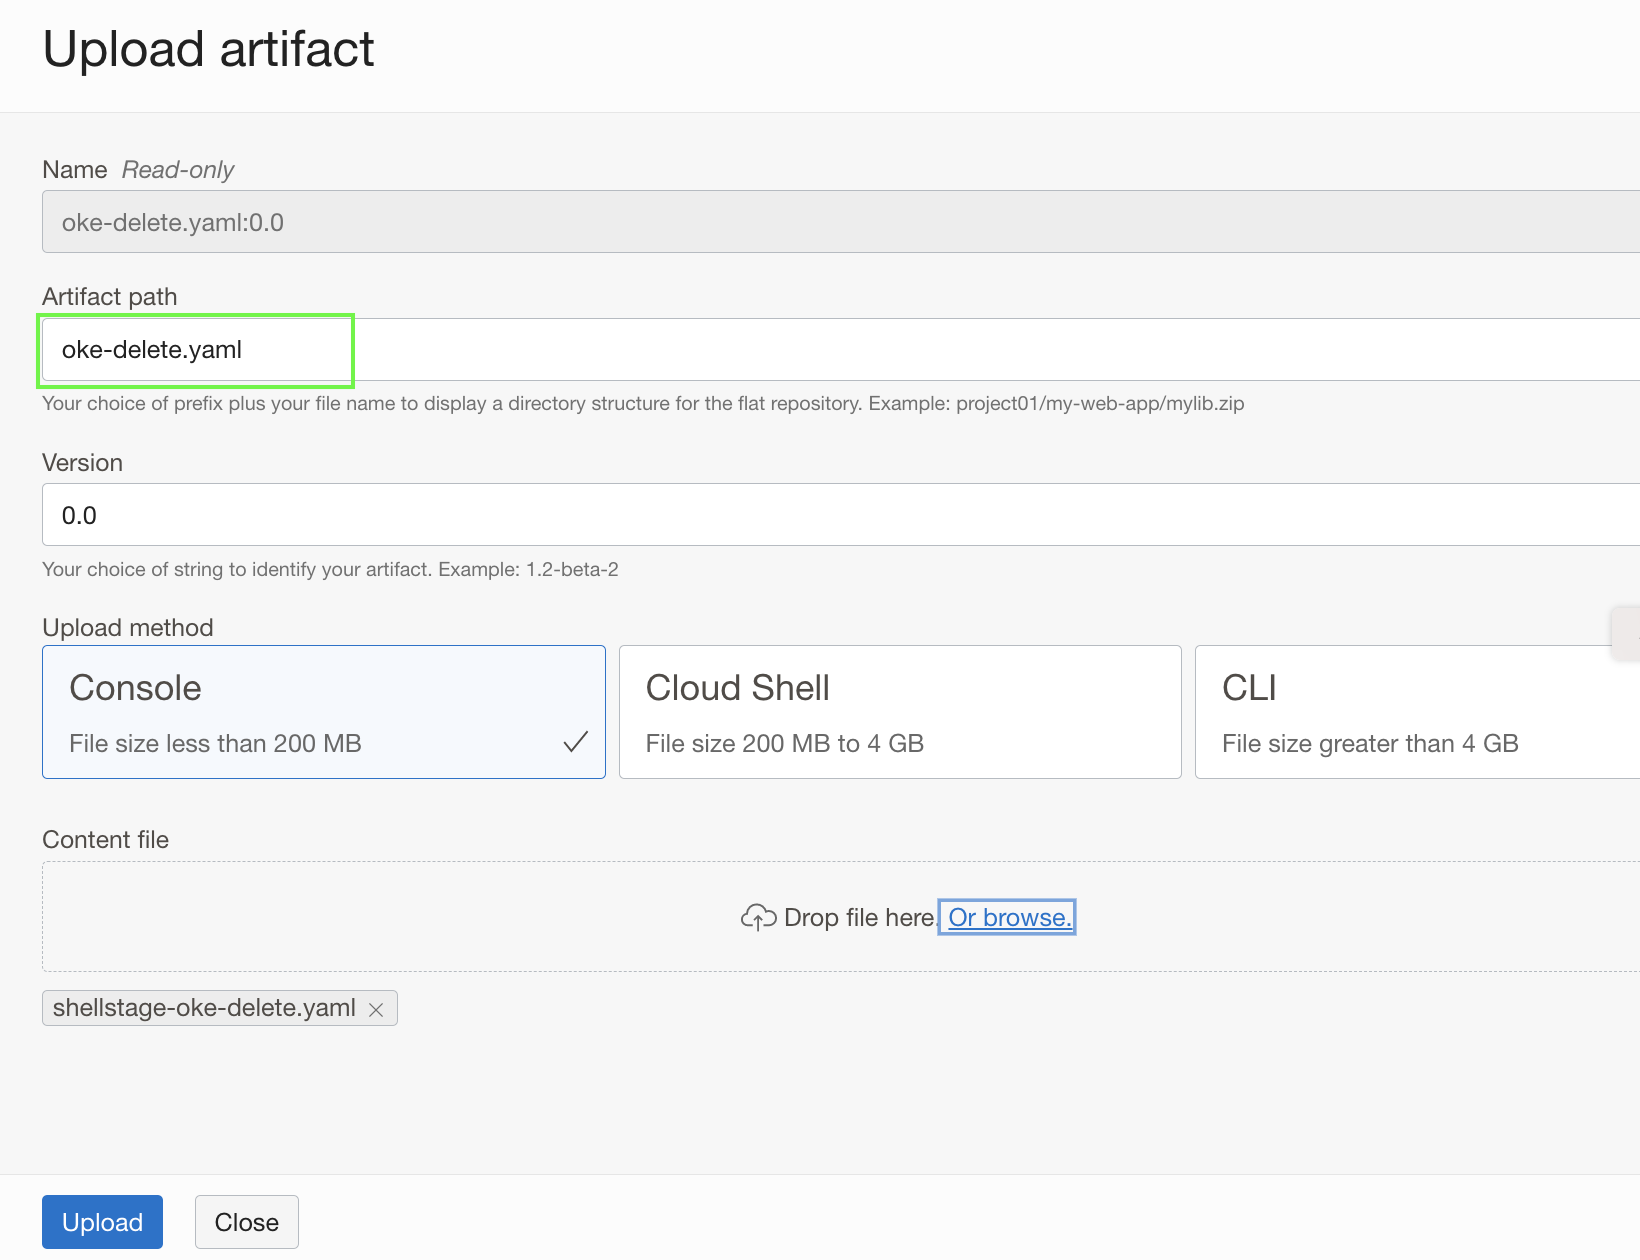 Upload artifact
Name Read-only
oke-delete.yaml:0.0
Artifact path
oke-delete.yaml
Your choice of prefix plus your file name to display a directory structure for the flat repository. Example: project01/my-web-app/mylib.zip
Version
0.0
Your choice of string to identify your artifact. Example: 1.2-beta-2
Upload method
Console
File size less than 200 MB
Cloud Shell
File size 200 MB to 4 GB
CLI
File size greater than 4 GB
Content file
Drop file here. Or browse.
shellstage-oke-delete.yaml
Upload
Close